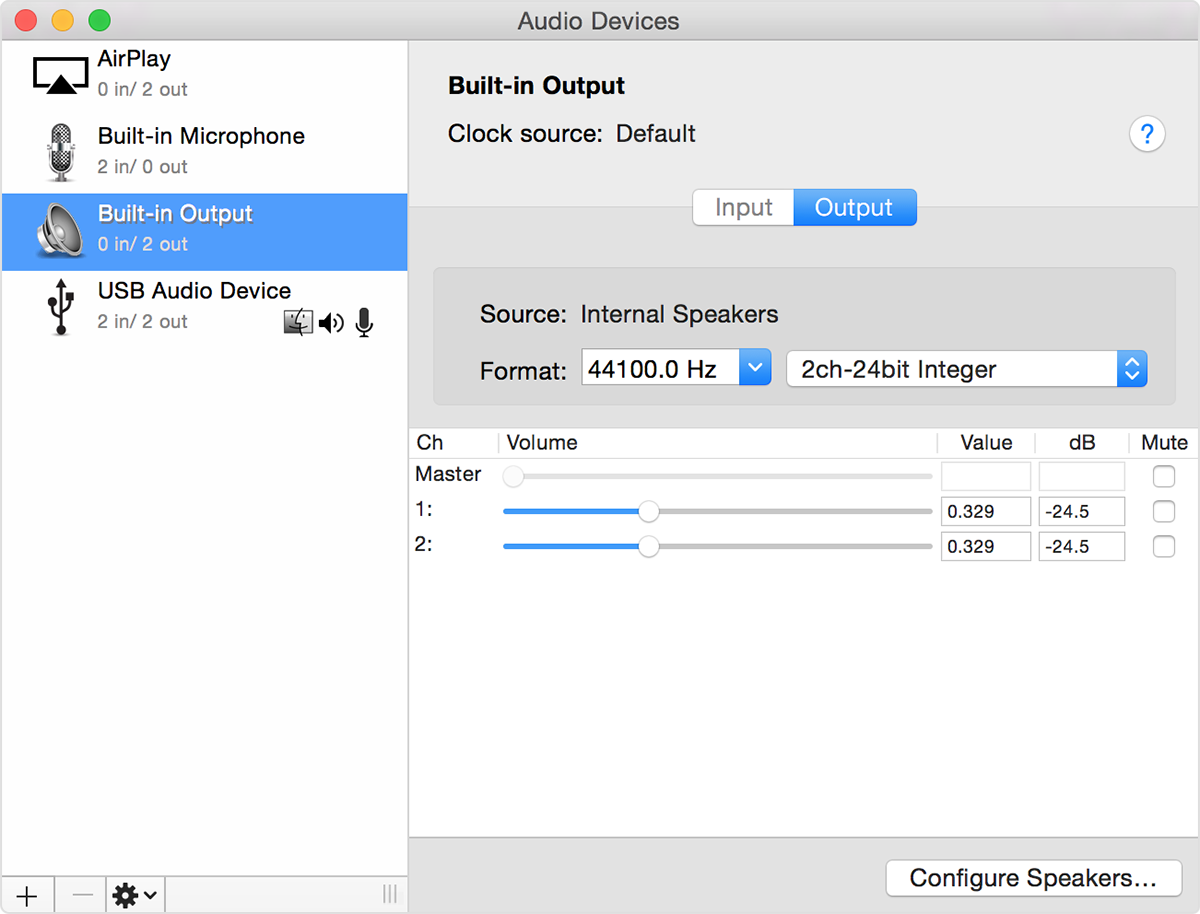 Audio Devices
AirPlay
0 in/ 2 out
Built-in Microphone
2 in/ 0 out
Built-in Output
0 in/ 2 out
USB Audio Device
2 in/ 2 out
Built-in Output
Clock source: Default
?
Input Output
Source: Internal Speakers
Format: 44100.0 Hz 2ch-24bit Integer
Ch Volume Value dB Mute
Master
1: 0.329 -24.5
2: 0.329 -24.5
Configure Speakers...